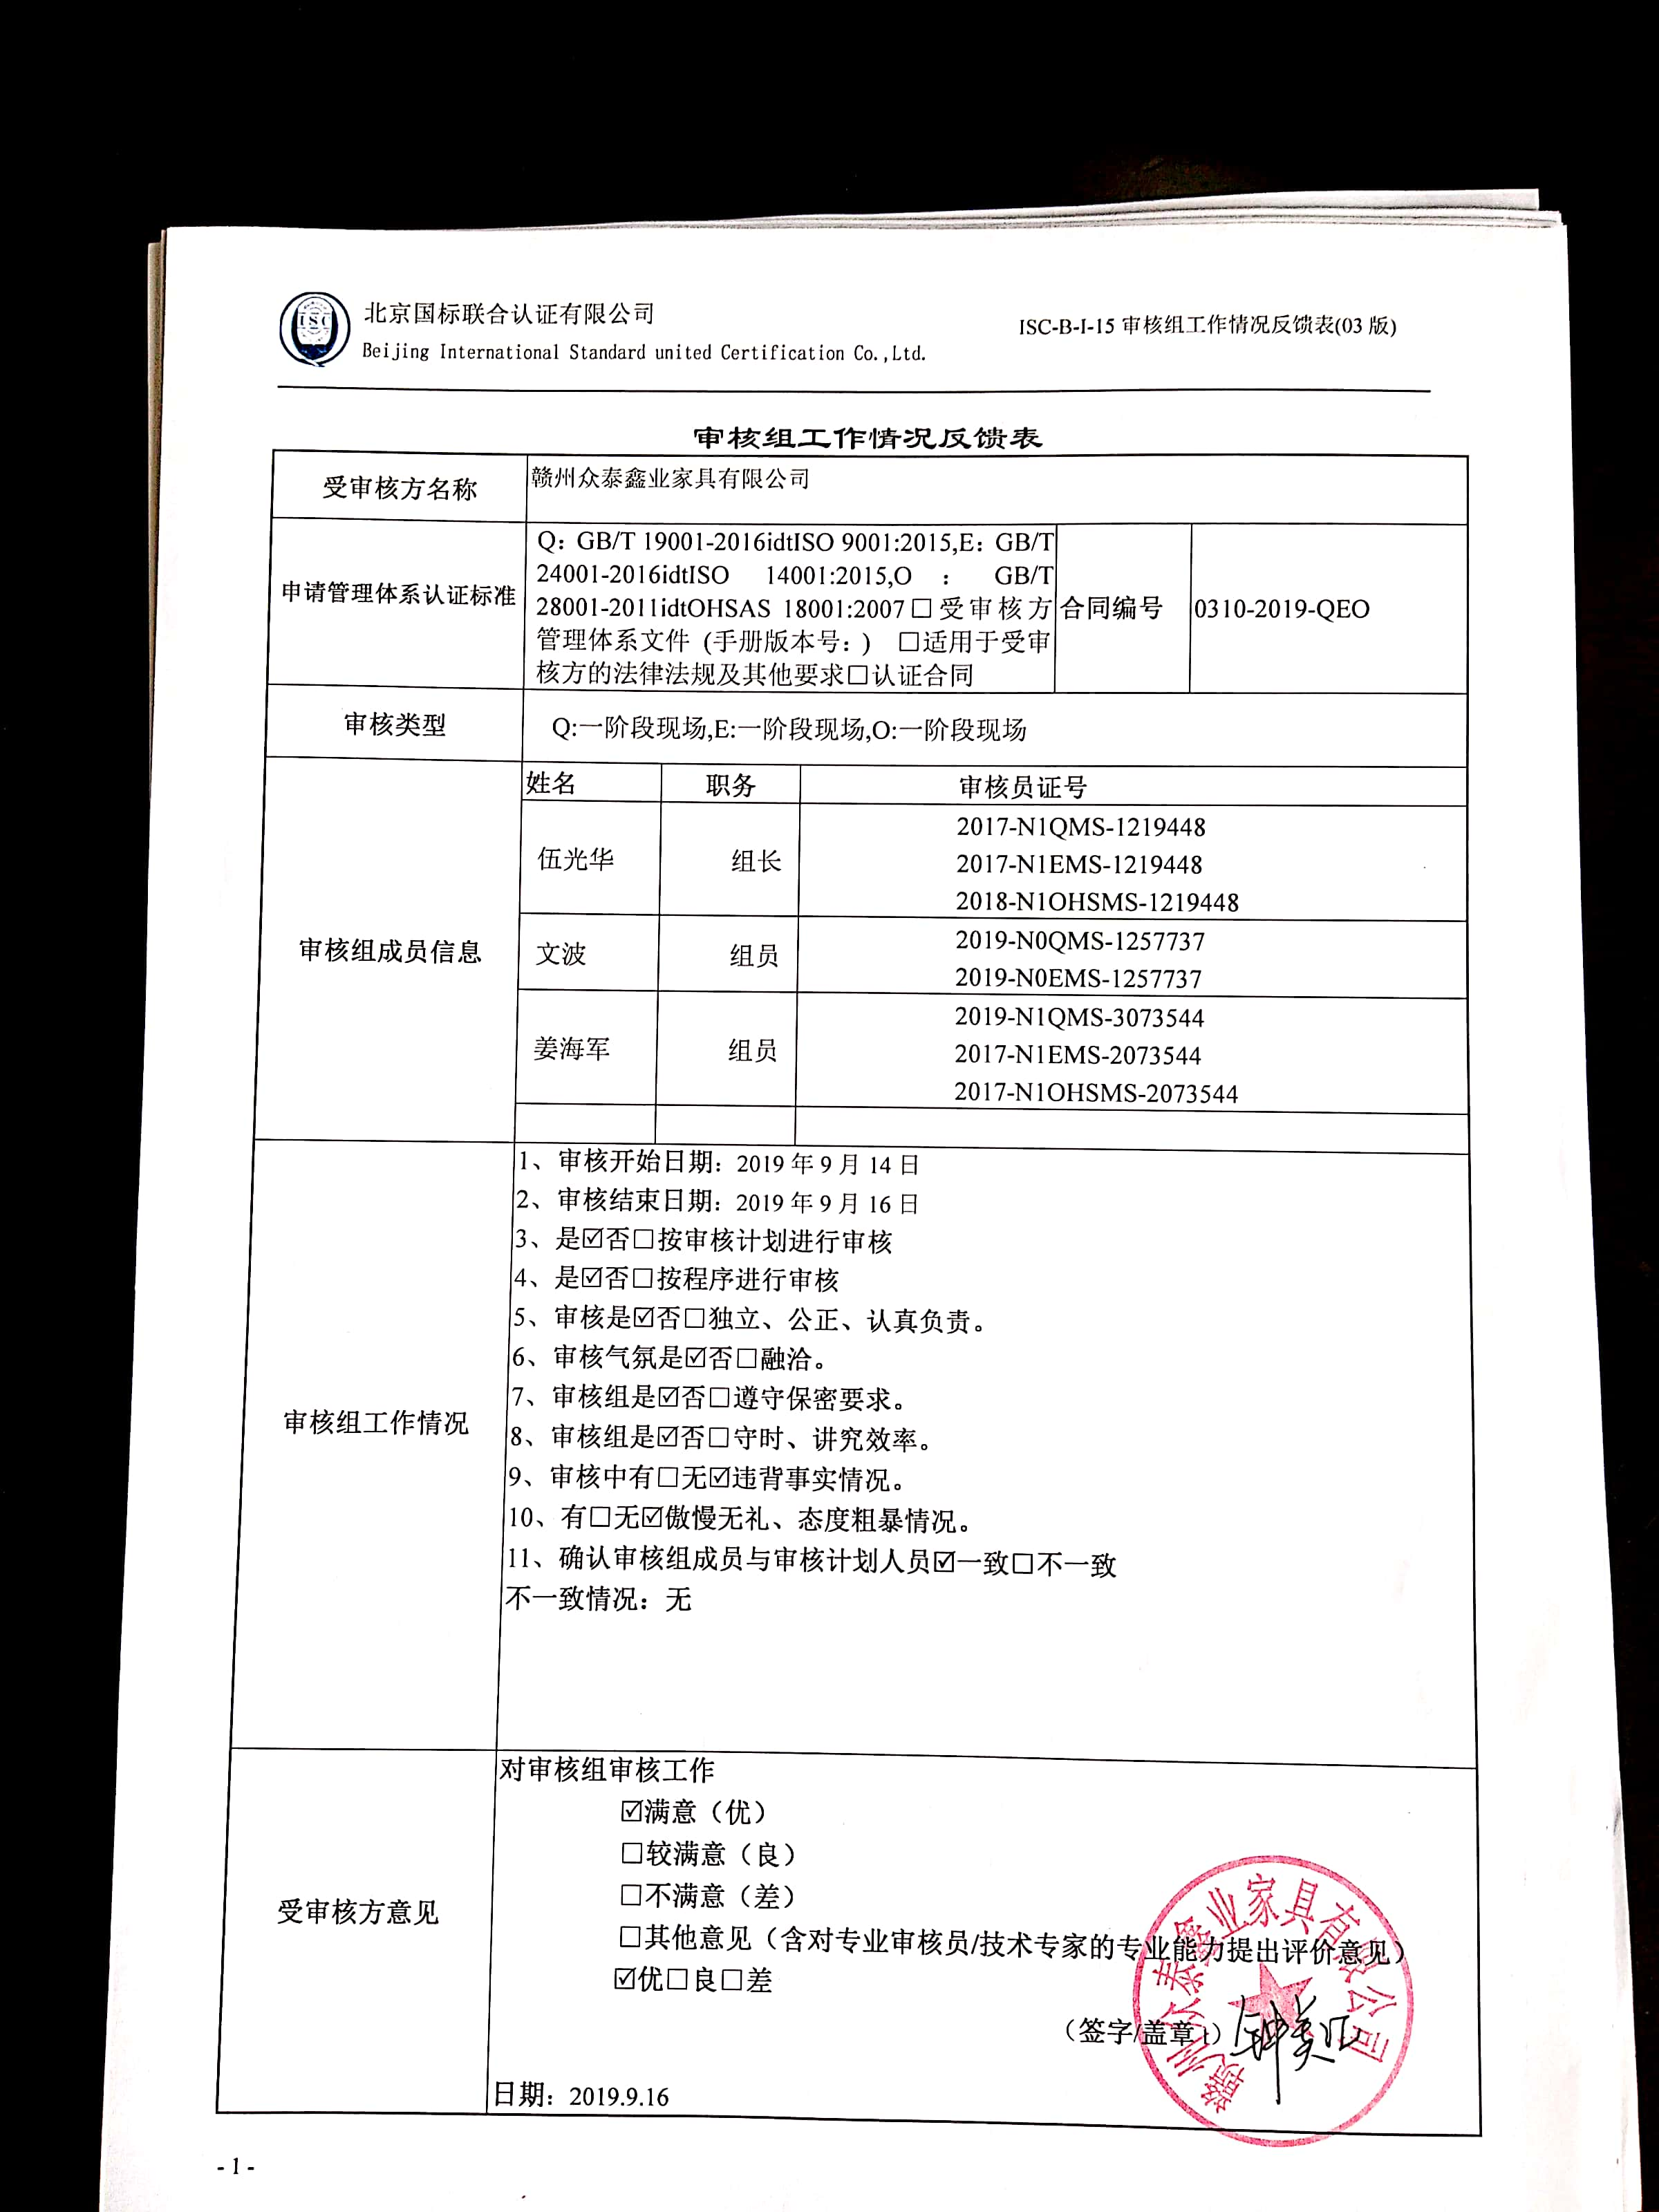 ISC
北京国标联合认证有限公司
Beijing International Standard united Certification Co.,Ltd.
ISC-B-I-15 审核组工作情况反馈表(03 版)
审核组工作情况反馈表
受审核方名称
赣州众泰鑫业家具有限公司
申请管理体系认证标准
Q：GB/T 19001-2016idtISO 9001:2015,E：GB/T
24001-2016idtISO 14001:2015,O ： GB/T
28001-2011idtOHSAS 18001:2007□受审核方
管理体系文件 (手册版本号：) □适用于受审
核方的法律法规及其他要求□认证合同
合同编号
0310-2019-QEO
审核类型
Q:一阶段现场,E:一阶段现场,O:一阶段现场
审核组成员信息
姓名 职务 审核员证号
伍光华 组长
2017-N1QMS-1219448
2017-N1EMS-1219448
2018-N1OHSMS-1219448
文波 组员
2019-N0QMS-1257737
2019-N0EMS-1257737
姜海军 组员
2019-N1QMS-3073544
2017-N1EMS-2073544
2017-N1OHSMS-2073544
审核组工作情况
1、审核开始日期：2019 年 9 月 14 日
2、审核结束日期：2019 年 9 月 16 日
3、是☑否□按审核计划进行审核
4、是☑否□按程序进行审核
5、审核是☑否□独立、公正、认真负责。
6、审核气氛是☑否□融洽。
7、审核组是☑否□遵守保密要求。
8、审核组是☑否□守时、讲究效率。
9、审核中有□无☑违背事实情况。
10、有□无☑傲慢无礼、态度粗暴情况。
11、确认审核组成员与审核计划人员☑一致□不一致
不一致情况：无
受审核方意见
对审核组审核工作
☑满意（优）
□较满意（良）
□不满意（差）
□其他意见（含对专业审核员/技术专家的专业能力提出评价意见）
☑优□良□差
（签字/盖章）
赣州众泰鑫业家具有限公司
日期：2019.9.16
- 1 -